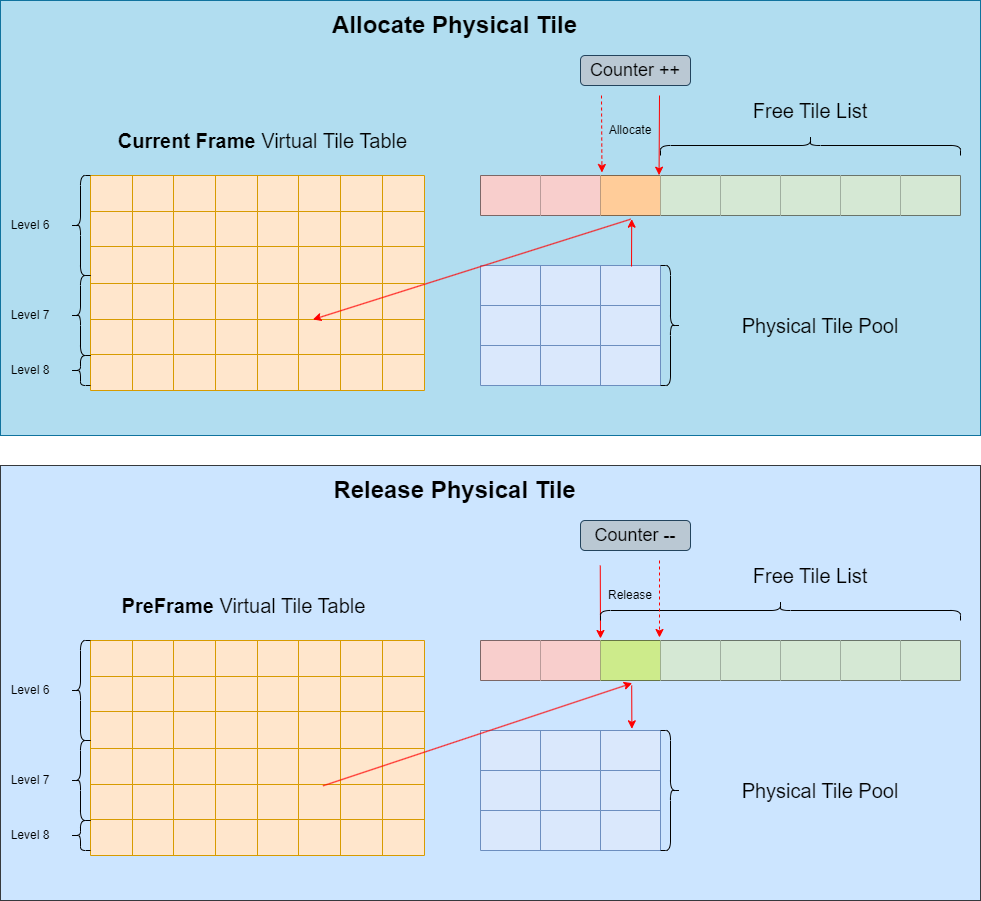 Allocate Physical Tile
Counter ++
Free Tile List
Allocate
Current Frame Virtual Tile Table
Level 6
Level 7
Physical Tile Pool
Level 8
Release Physical Tile
Counter --
Free Tile List
Release
PreFrame Virtual Tile Table
Level 6
Level 7
Physical Tile Pool
Level 8